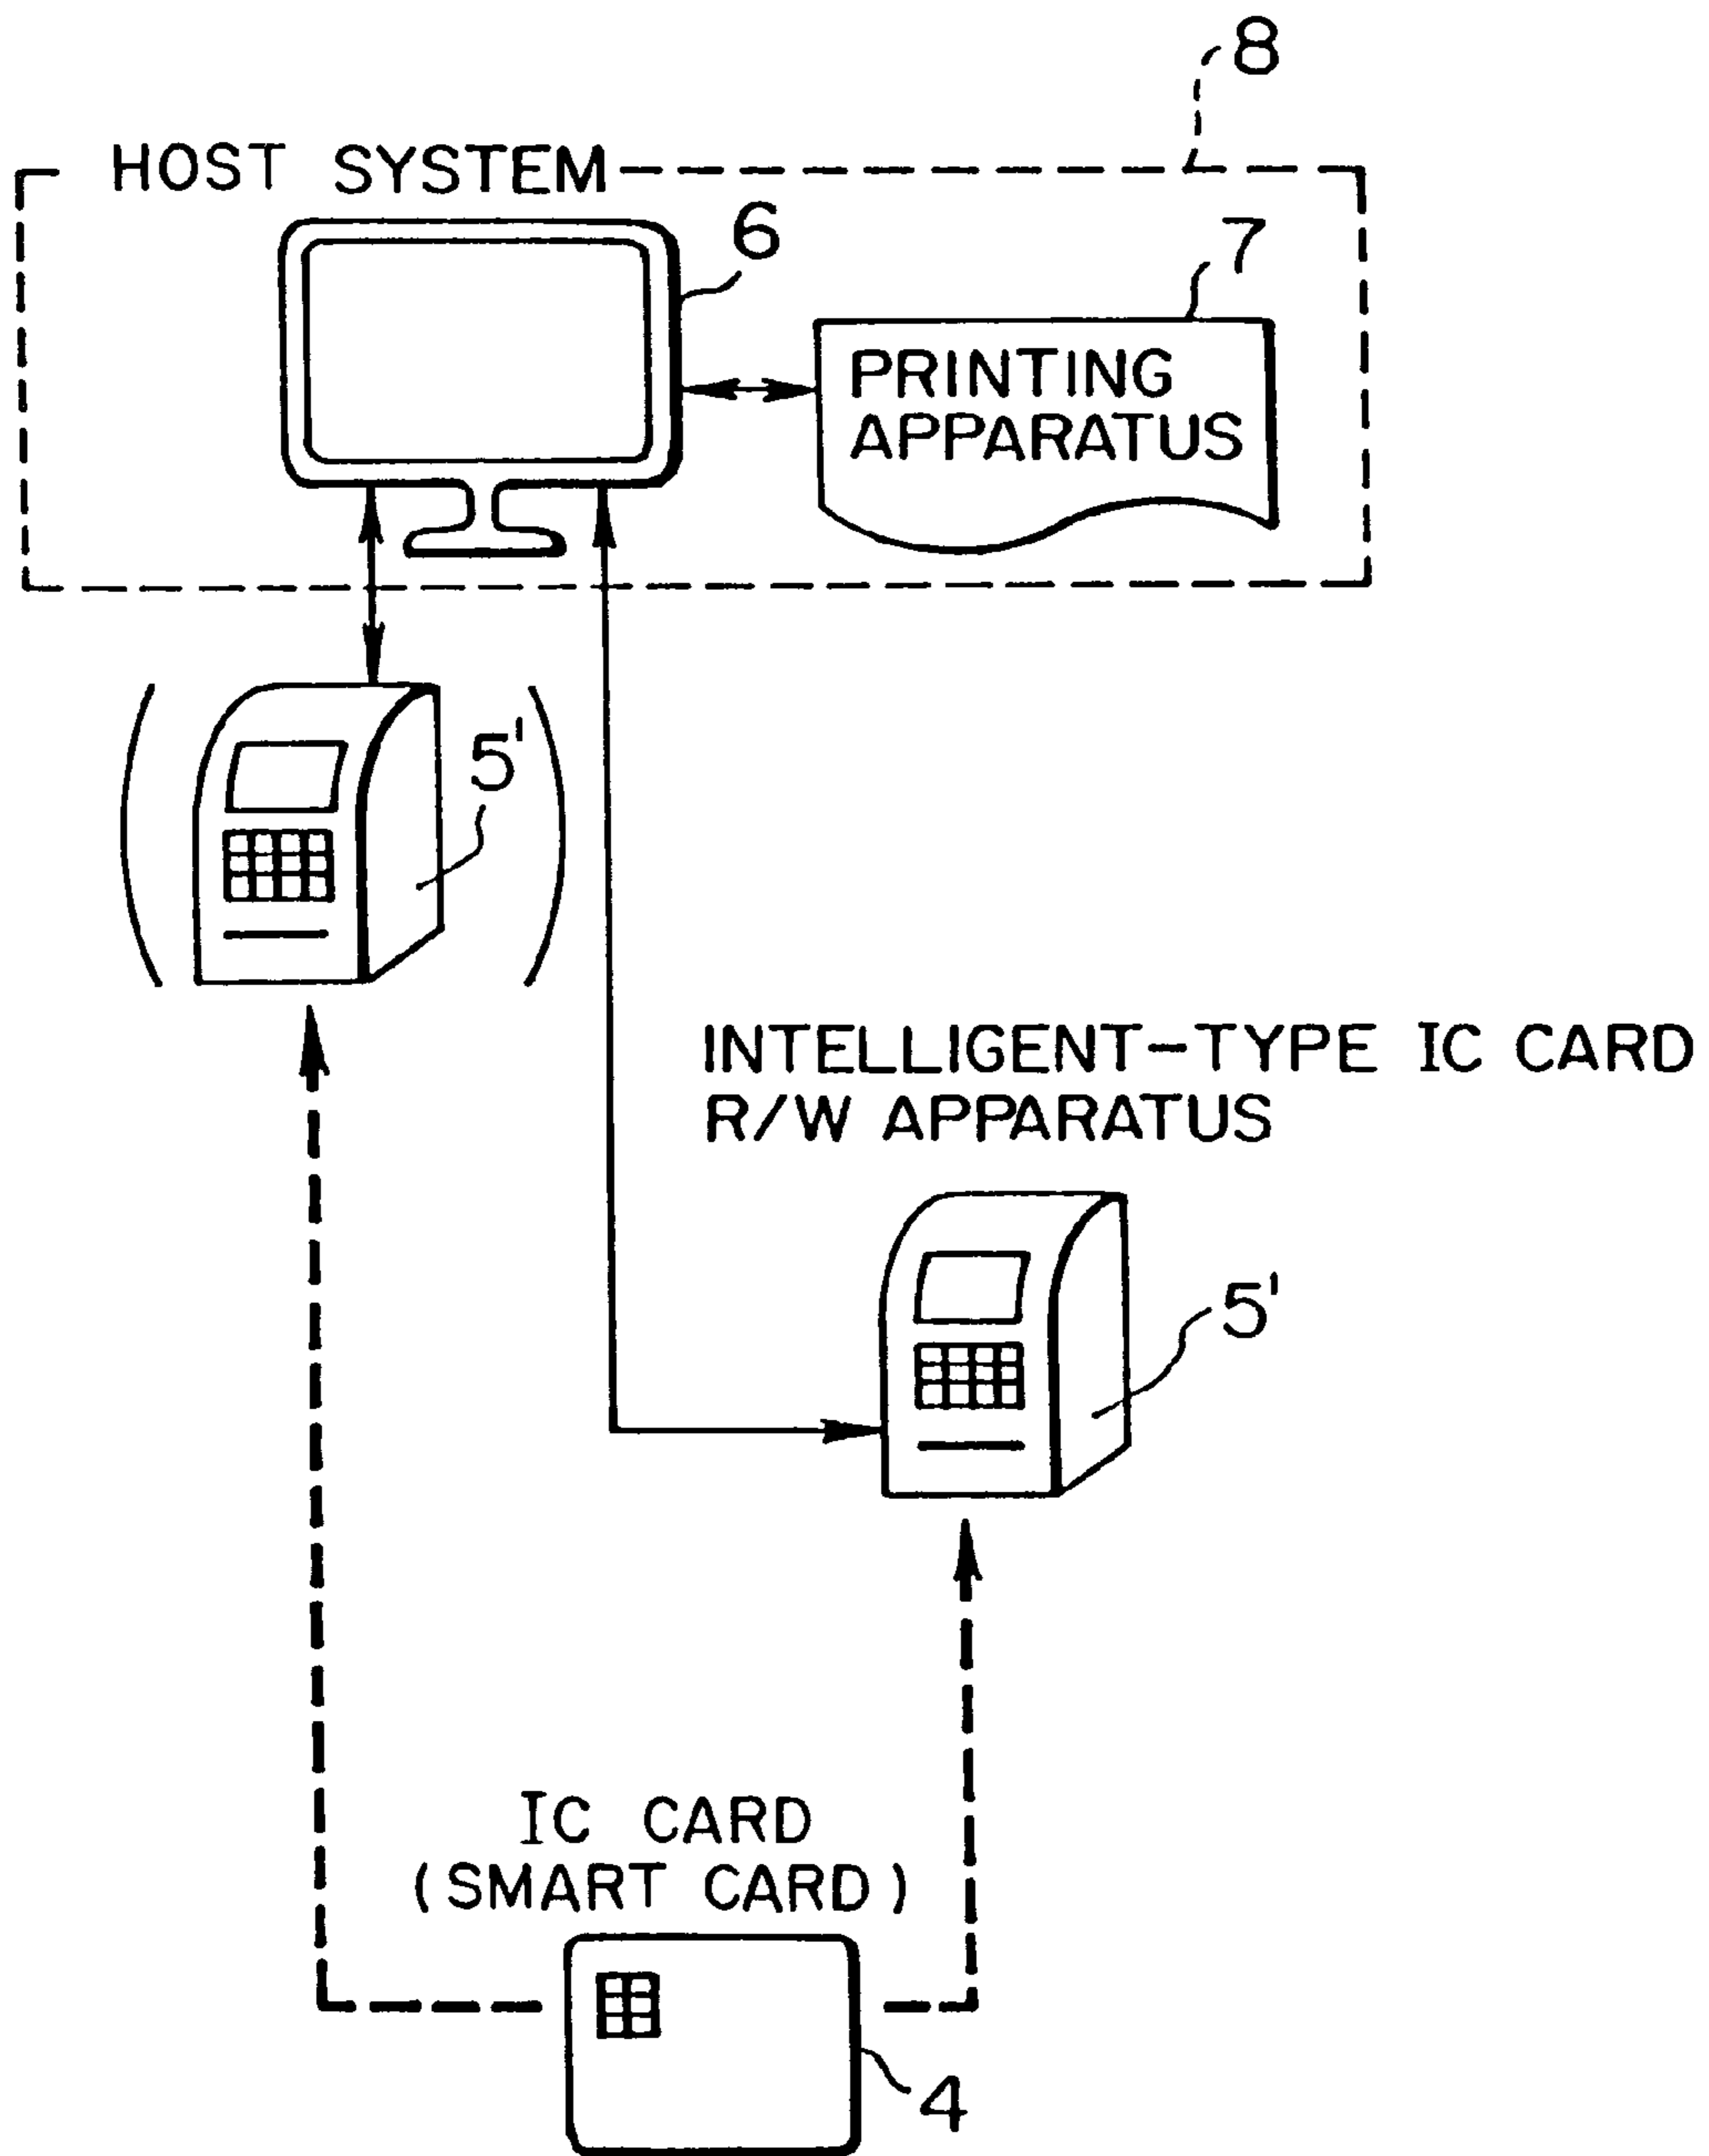 8
HOST SYSTEM
6
7
PRINTING
APPARATUS
5'
INTELLIGENT-TYPE IC CARD
R/W APPARATUS
5'
IC CARD
(SMART CARD)
4